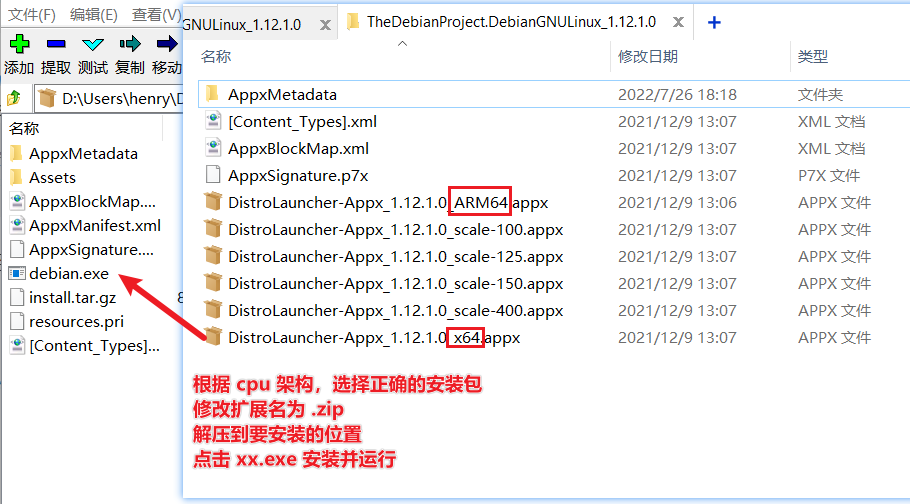 文件(F) 编辑(E) 查看(V)
添加 提取 测试 复制 移动
D:\Users\henry\D
名称
AppxMetadata
Assets
AppxBlockMap....
AppxManifest.xml
AppxSignature....
debian.exe
install.tar.gz 8
resources.pri
[Content_Types]...
GNULinux_1.12.1.0
TheDebianProject.DebianGNULinux_1.12.1.0
名称 修改日期 类型
AppxMetadata 2022/7/26 18:18 文件夹
[Content_Types].xml 2021/12/9 13:07 XML 文档
AppxBlockMap.xml 2021/12/9 13:07 XML 文档
AppxSignature.p7x 2021/12/9 13:07 P7X 文件
DistroLauncher-Appx_1.12.1.0_ARM64.appx 2021/12/9 13:06 APPX 文件
DistroLauncher-Appx_1.12.1.0_scale-100.appx 2021/12/9 13:07 APPX 文件
DistroLauncher-Appx_1.12.1.0_scale-125.appx 2021/12/9 13:07 APPX 文件
DistroLauncher-Appx_1.12.1.0_scale-150.appx 2021/12/9 13:07 APPX 文件
DistroLauncher-Appx_1.12.1.0_scale-400.appx 2021/12/9 13:07 APPX 文件
DistroLauncher-Appx_1.12.1.0_x64.appx 2021/12/9 13:07 APPX 文件
根据 cpu 架构，选择正确的安装包
修改扩展名为 .zip
解压到要安装的位置
点击 xx.exe 安装并运行